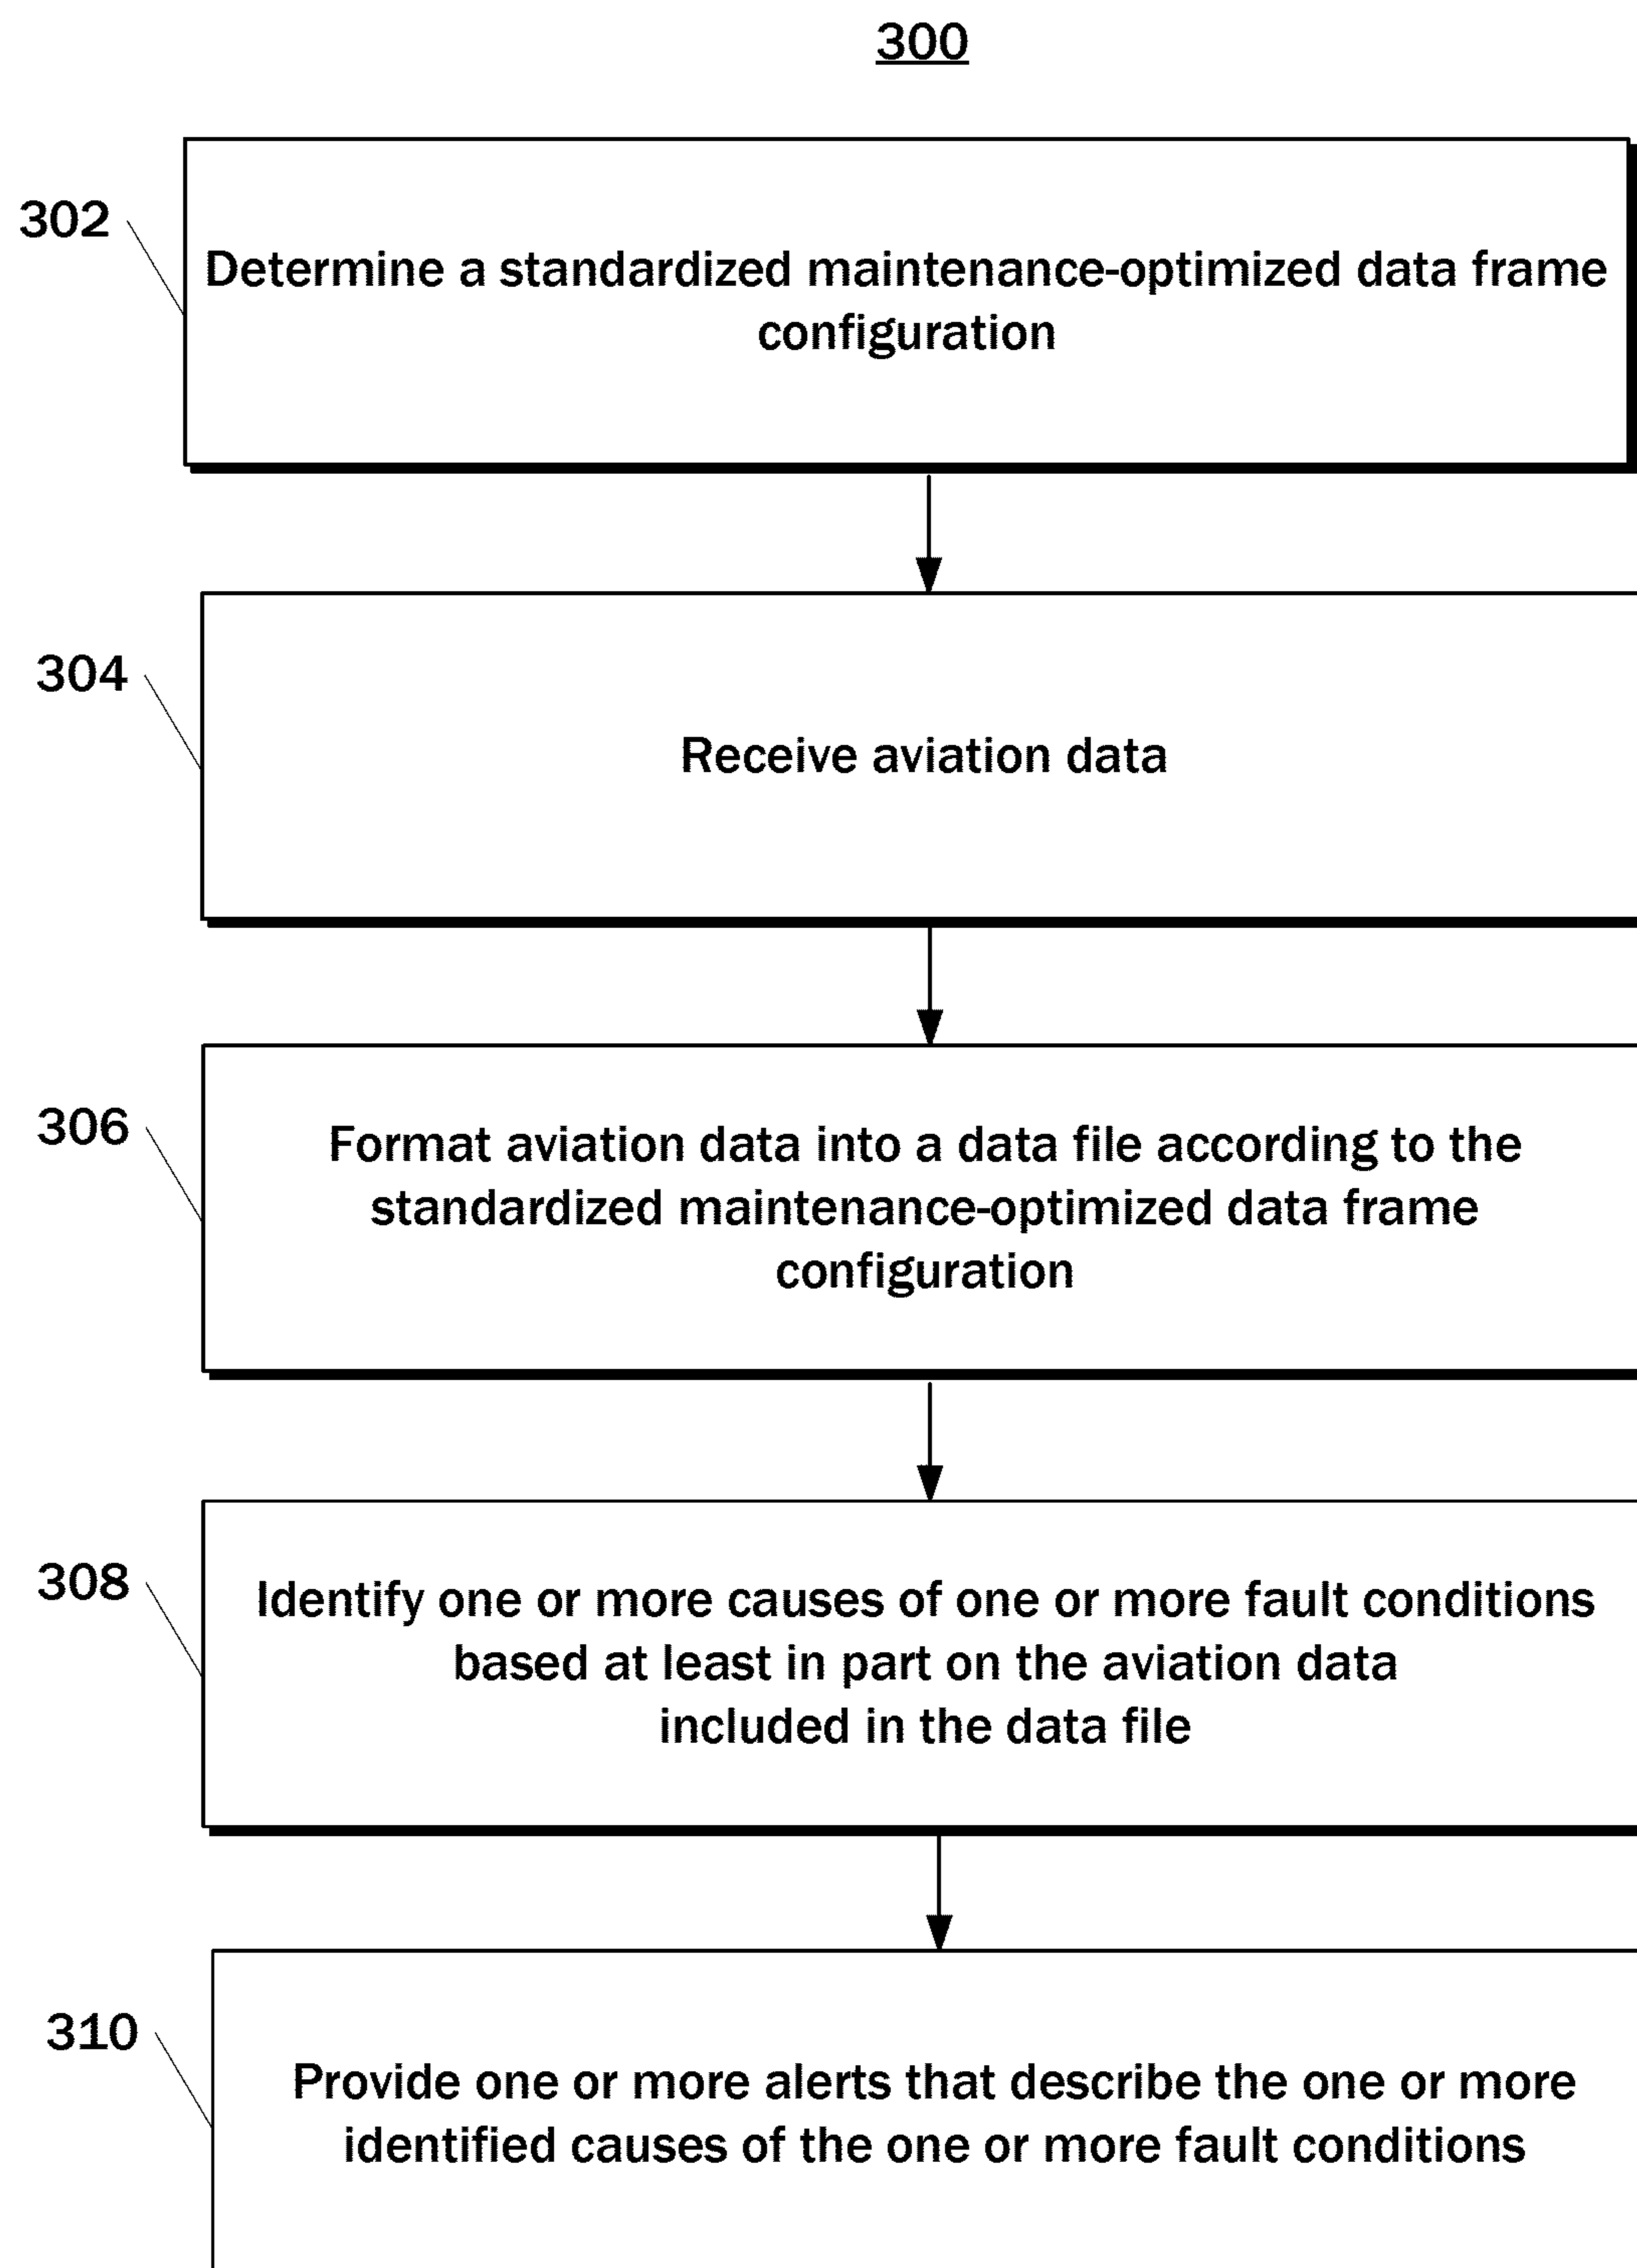 300
302
Determine a standardized maintenance-optimized data frame
configuration
304
Receive aviation data
306
Format aviation data into a data file according to the
standardized maintenance-optimized data frame
configuration
308
Identify one or more causes of one or more fault conditions
based at least in part on the aviation data
included in the data file
310
Provide one or more alerts that describe the one or more
identified causes of the one or more fault conditions